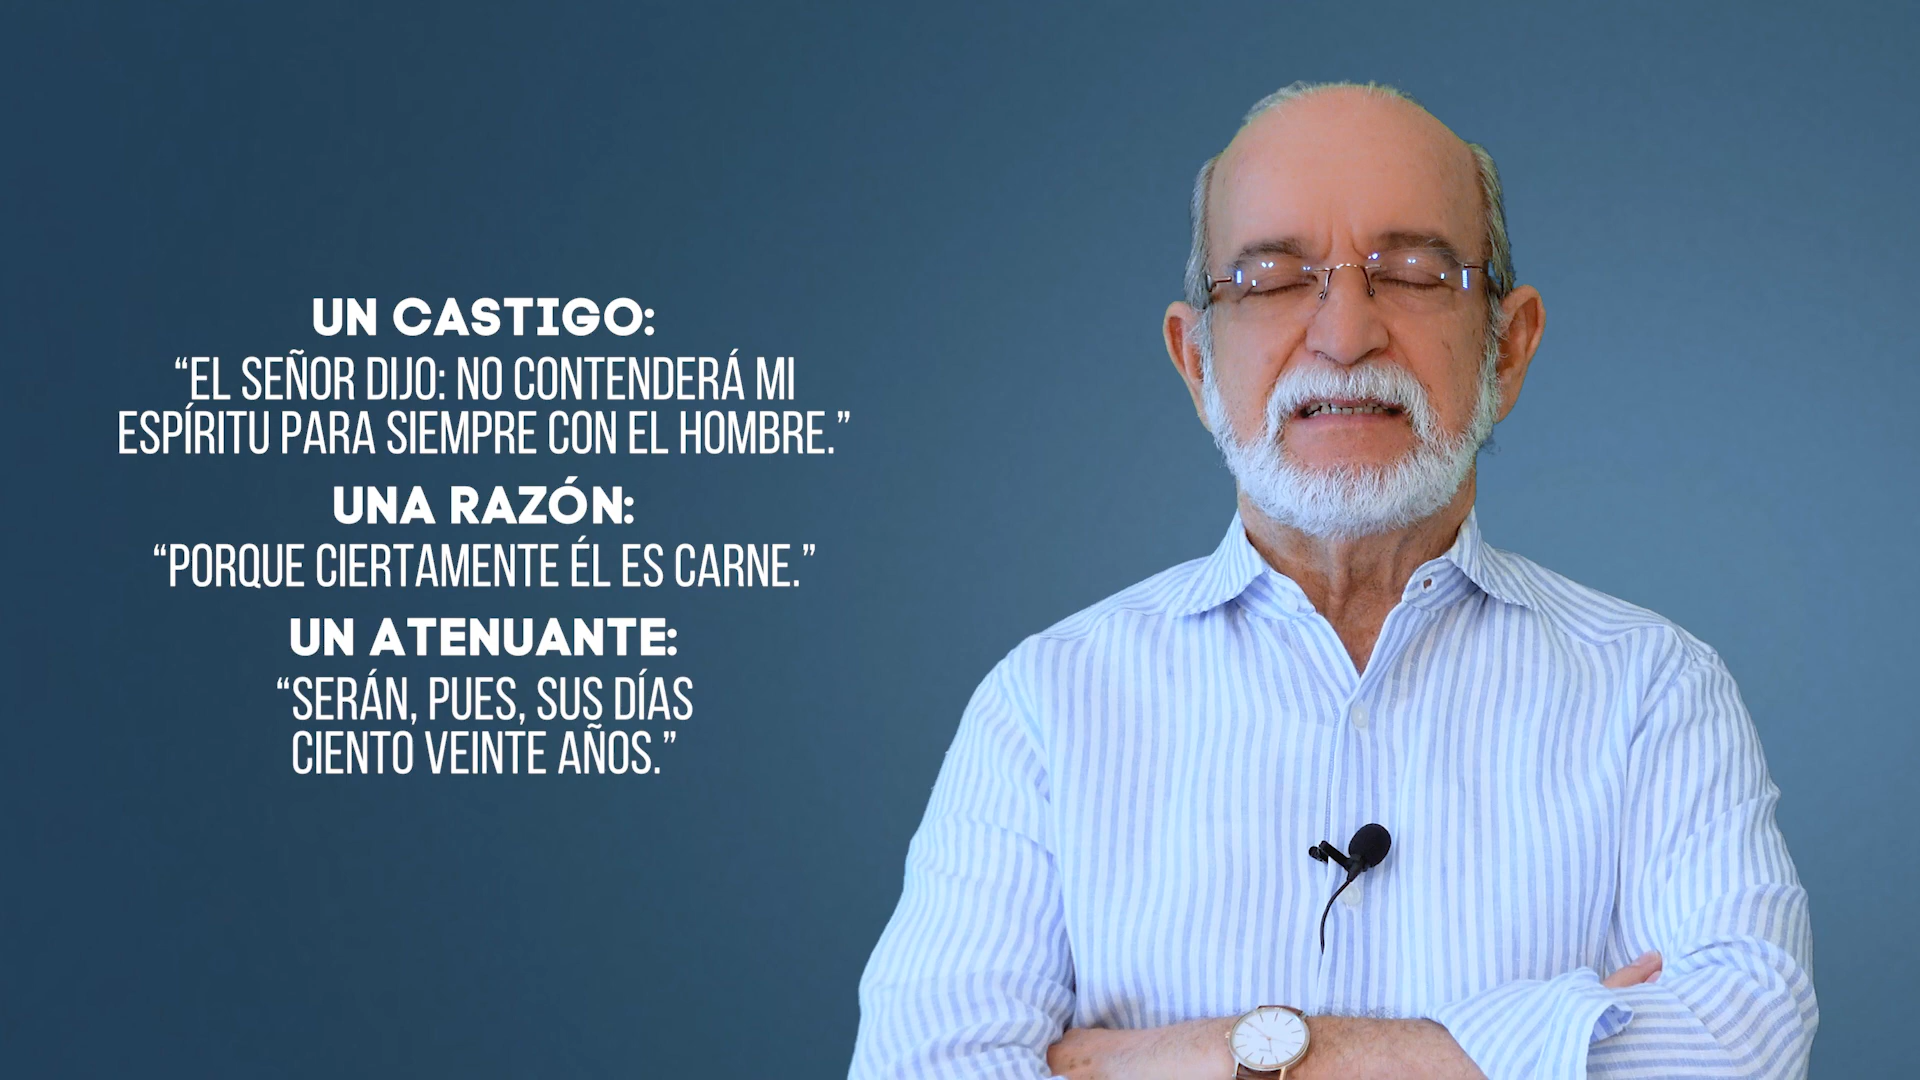 UN CASTIGO:
“EL SEÑOR DIJO: NO CONTENDERÁ MI
ESPÍRITU PARA SIEMPRE CON EL HOMBRE.”
UNA RAZÓN:
“PORQUE CIERTAMENTE ÉL ES CARNE.”
UN ATENUANTE:
“SERÁN, PUES, SUS DÍAS
CIENTO VEINTE AÑOS.”